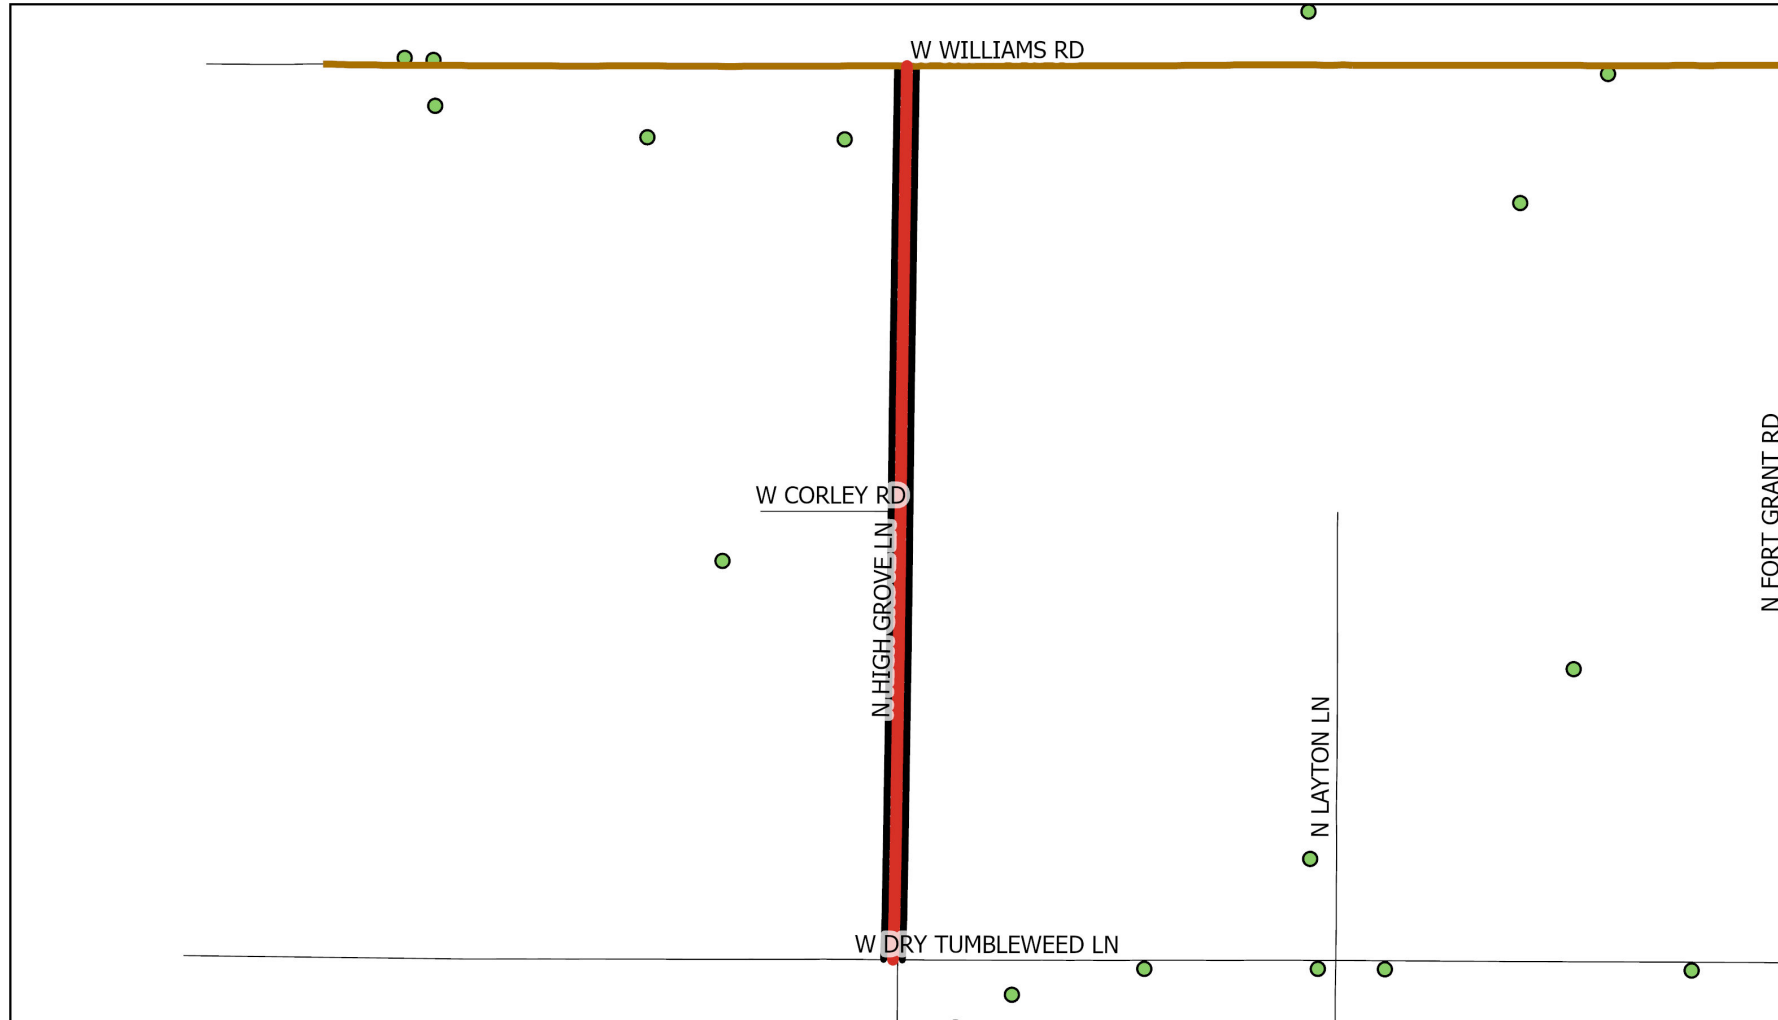 W WILLIAMS RD
N FORT GRANT RD
W CORLEY RD
N HIGH GROVE LN
N LAYTON LN
W DRY TUMBLEWEED LN